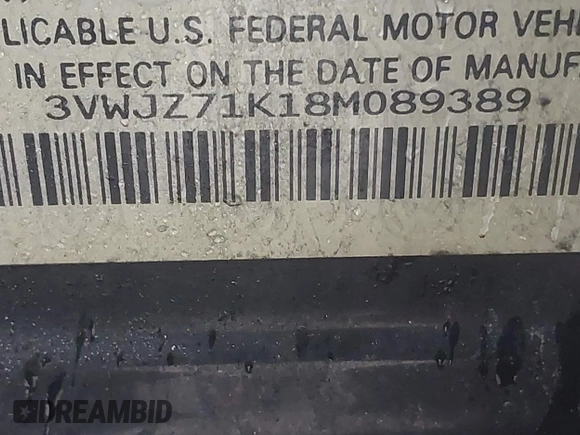 LICABLE U.S. FEDERAL MOTOR VEH
IN EFFECT ON THE DATE OF MANUF
3VWJZ71K18M089389
DREAMBID